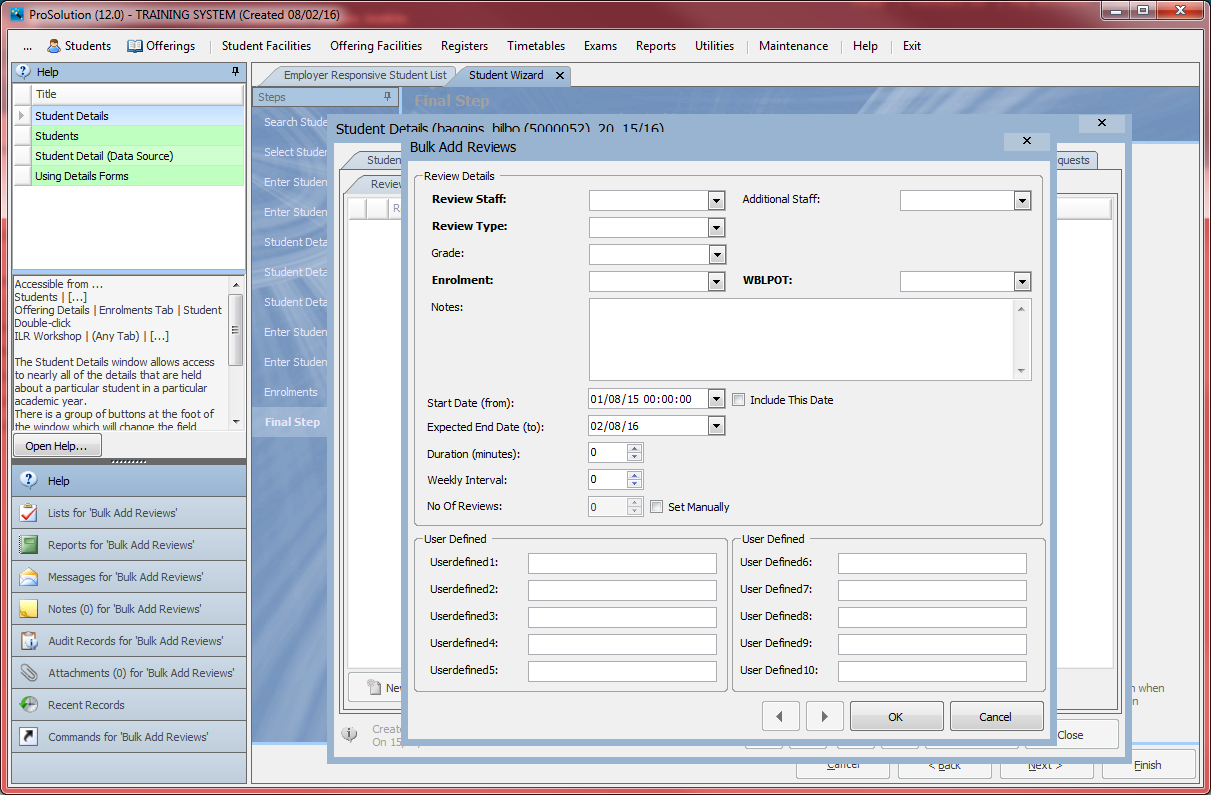 ProSolution (12.0) - TRAINING SYSTEM (Created 08/02/16)
... Students Offerings Student Facilities Offering Facilities Registers Timetables Exams Reports Utilities Maintenance Help Exit
Help
Title
Student Details
Students
Student Detail (Data Source)
Using Details Forms
Accessible from ...
Students | [...]
Offering Details | Enrolments Tab | Student
Double-click
ILR Workshop | (Any Tab) | [...]
The Student Details window allows access
to nearly all of the details that are held
about a particular student in a particular
academic year.
There is a group of buttons at the foot of
the window which will change the field
Open Help...
Help
Lists for 'Bulk Add Reviews'
Reports for 'Bulk Add Reviews'
Messages for 'Bulk Add Reviews'
Notes (0) for 'Bulk Add Reviews'
Audit Records for 'Bulk Add Reviews'
Attachments (0) for 'Bulk Add Reviews'
Recent Records
Commands for 'Bulk Add Reviews'
Employer Responsive Student List Student Wizard
Steps
Final Step
Search Stude
Select Studen
Enter Studen
Enter Studen
Student Deta
Student Deta
Student Deta
Enter Studen
Enter Studen
Enrolments
Final Step
Student Details (baggins, bilbo (5000052), 20, 15/16)
Studen
quests
Review
R
New
Create
On 15
Close
n when
n
Cancel < Back Next > Finish
Bulk Add Reviews
Review Details
Review Staff: Additional Staff:
Review Type:
Grade:
Enrolment: WBLPOT:
Notes:
Start Date (from): 01/08/15 00:00:00 Include This Date
Expected End Date (to): 02/08/16
Duration (minutes): 0
Weekly Interval: 0
No Of Reviews: 0 Set Manually
User Defined
Userdefined1:
Userdefined2:
Userdefined3:
Userdefined4:
Userdefined5:
User Defined
User Defined6:
User Defined7:
User Defined8:
User Defined9:
User Defined10:
OK Cancel